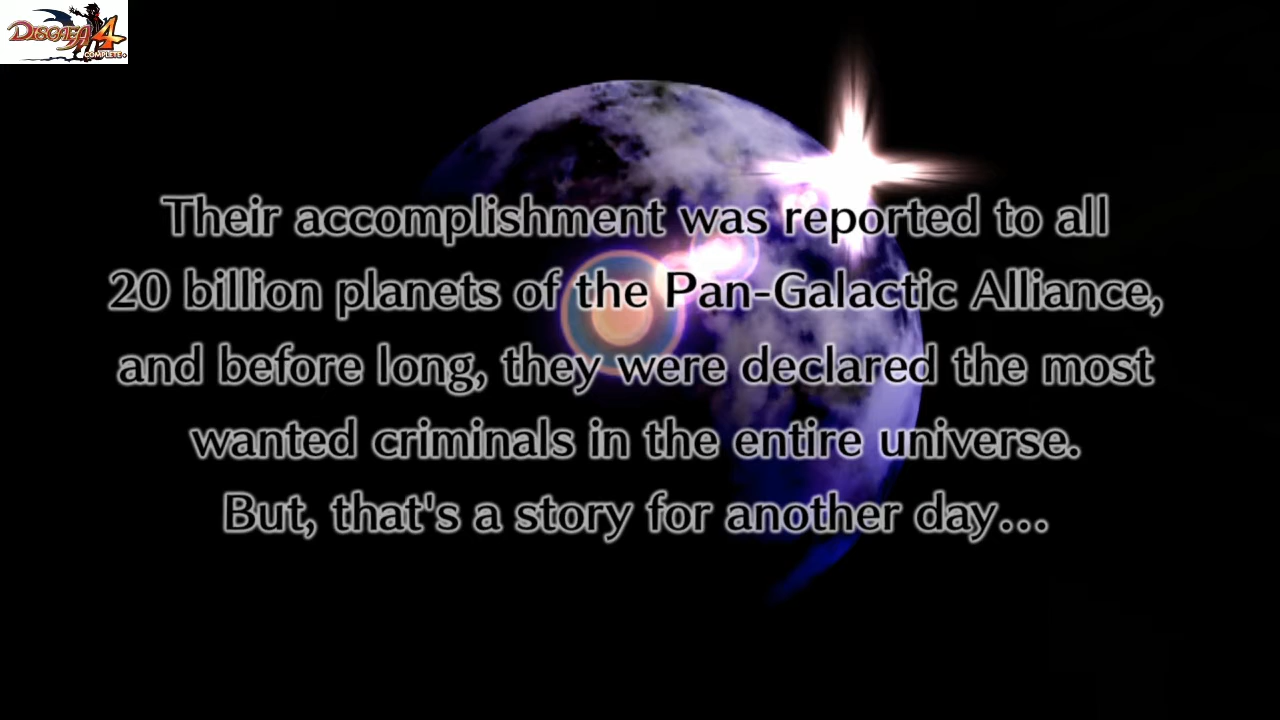 DISGAEA 4
COMPLETE+
Their accomplishment was reported to all
20 billion planets of the Pan-Galactic Alliance,
and before long, they were declared the most
wanted criminals in the entire universe.
But, that's a story for another day...